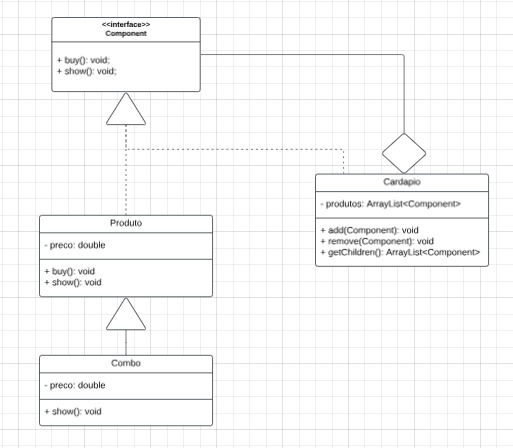 <<interface>>
Component
+ buy(): void;
+ show(): void;
Cardapio
- produtos: ArrayList<Component>
+ add(Component): void
+ remove(Component): void
+ getChildren(): ArrayList<Component>
Produto
- preco: double
+ buy(): void
+ show(): void
Combo
- preco: double
+ show(): void